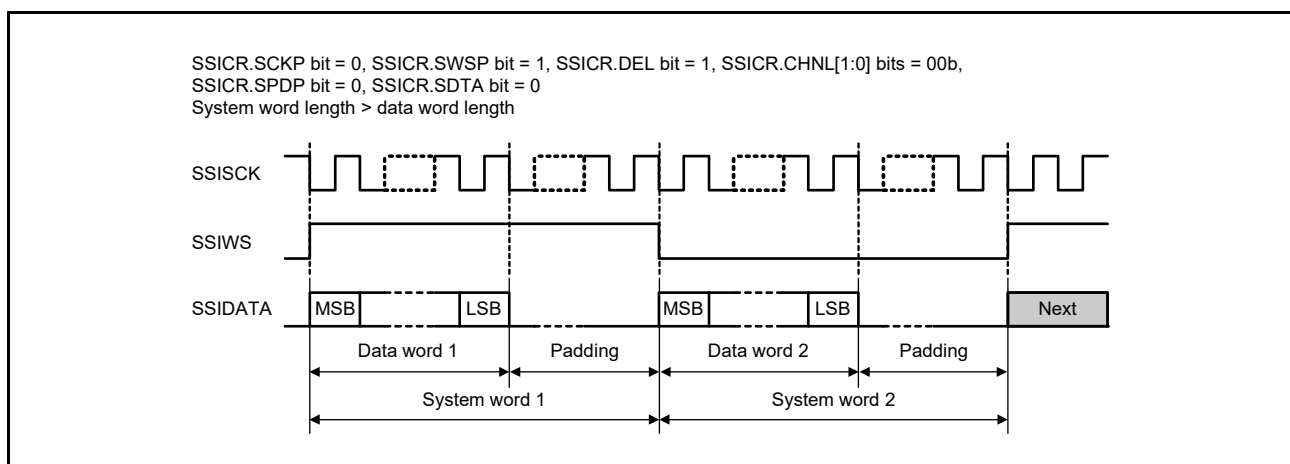 SSICR.SCKP bit = 0, SSICR.SWSP bit = 1, SSICR.DEL bit = 1, SSICR.CHNL[1:0] bits = 00b,
SSICR.SPDP bit = 0, SSICR.SDTA bit = 0
System word length > data word length
SSISCK
SSIWS
SSIDATA MSB LSB MSB LSB Next
Data word 1 Padding Data word 2 Padding
System word 1 System word 2